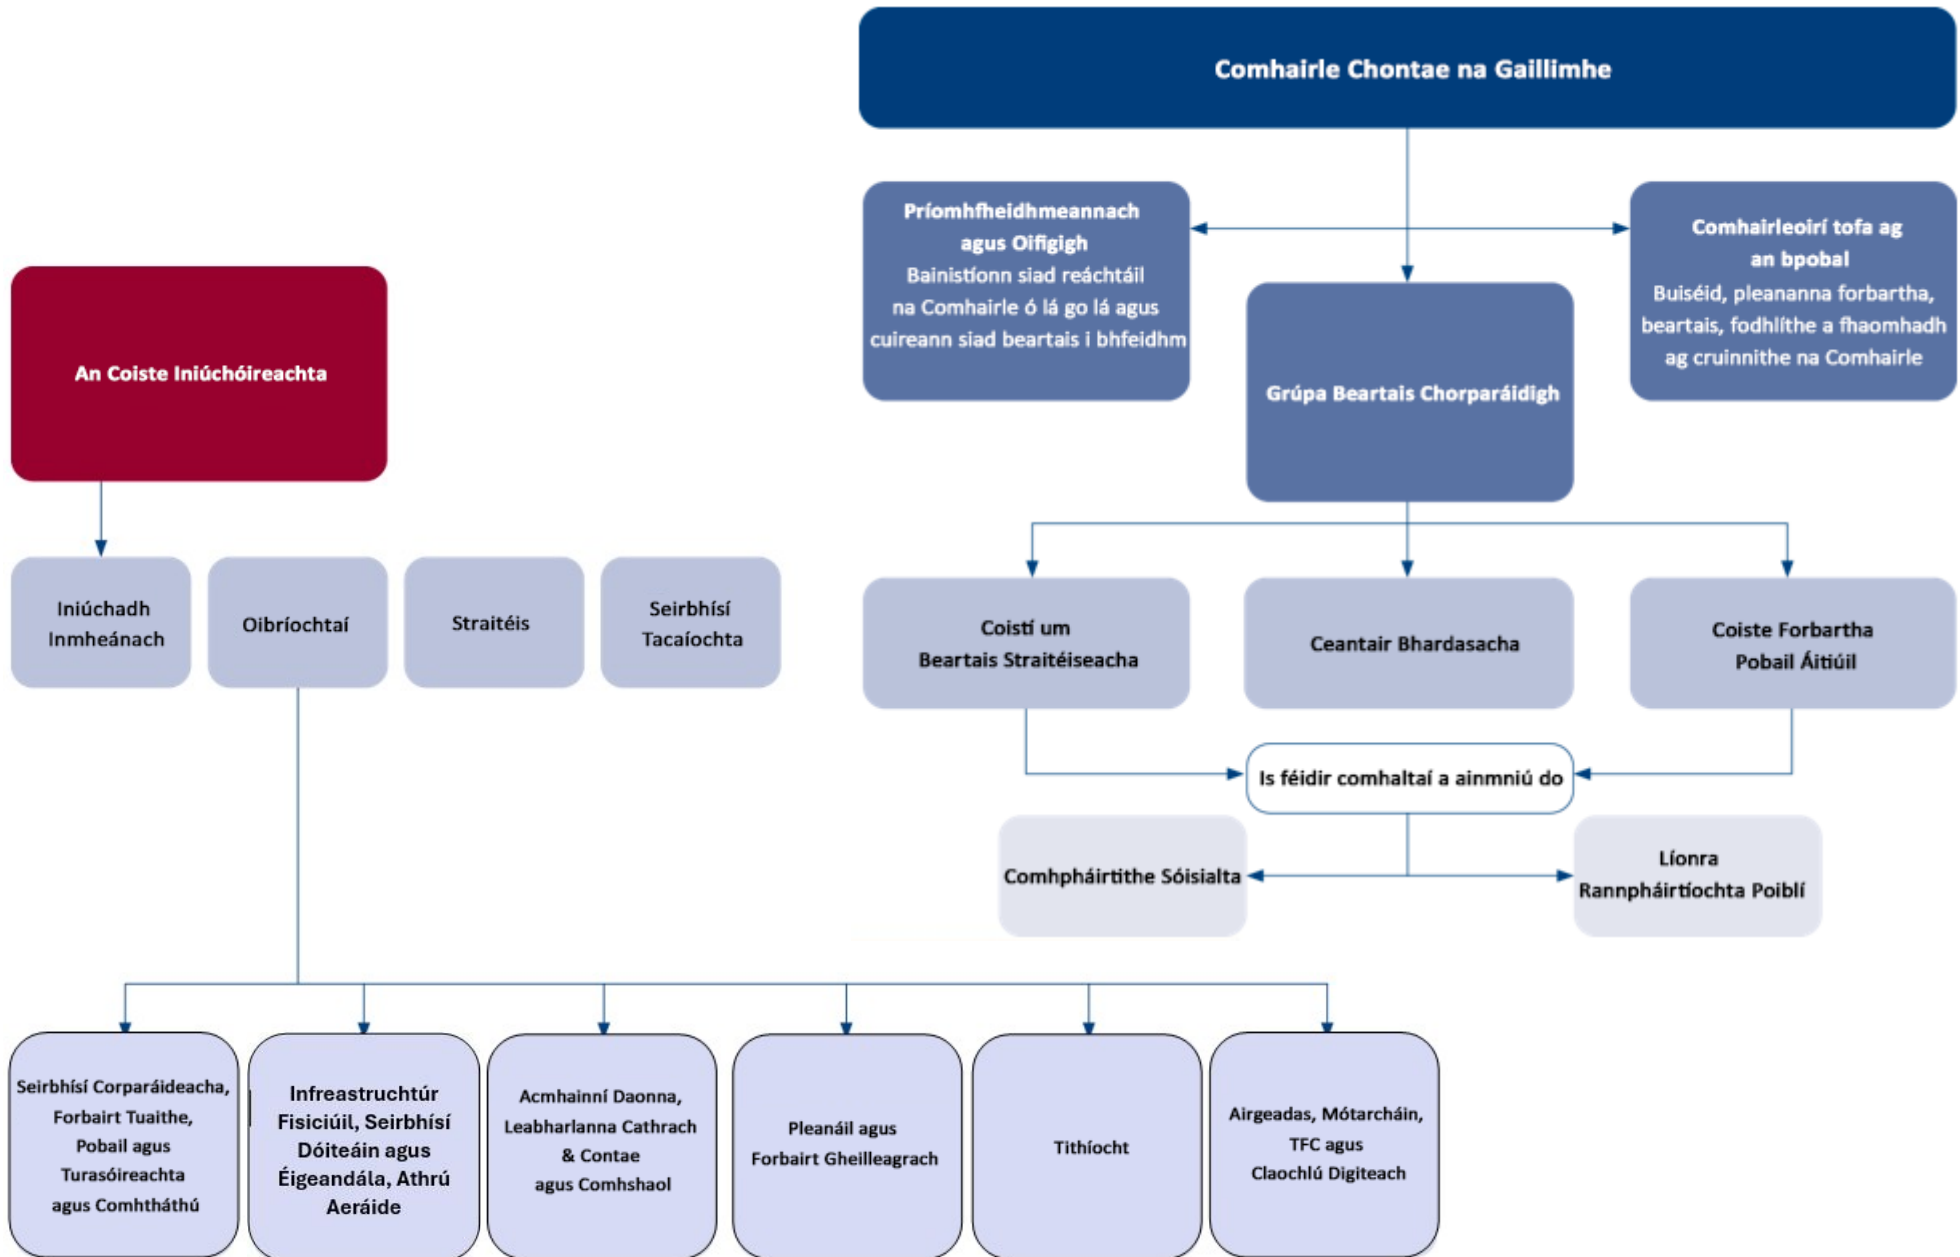 Comhairle Chontae na Gaillimhe
Príomhfheidhmeannach
agus Oifigigh
Bainistíonn siad reáchtáil
na Comhairle ó lá go lá agus
cuireann siad beartais i bhfeidhm
Comhairleoirí tofa ag
an bpobal
Buiséid, pleananna forbartha,
beartais, fodhlíthe a fhaomhadh
ag cruinnithe na Comhairle
An Coiste Iniúchóireachta
Grúpa Beartais Chorparáidigh
Iniúchadh
Inmheánach
Oibríochtaí
Straitéis
Seirbhísí
Tacaíochta
Coistí um
Beartais Straitéiseacha
Ceantair Bhardasacha
Coiste Forbartha
Pobail Áitiúil
Is féidir comhaltaí a ainmniú do
Comhpháirtithe Sóisialta
Líonra
Rannpháirtíochta Poiblí
Seirbhísí Corparáideacha,
Forbairt Tuaithe,
Pobail agus
Turasóireachta
agus Comhtháthú
Infreastruchtúr
Fisiciúil, Seirbhísí
Dóiteáin agus
Éigeandála, Athrú
Aeráide
Acmhainní Daonna,
Leabharlanna Cathrach
& Contae
agus Comhshaol
Pleanáil agus
Forbairt Gheilleagrach
Tithíocht
Airgeadas, Mótarcháin,
TFC agus
Claochlú Digiteach